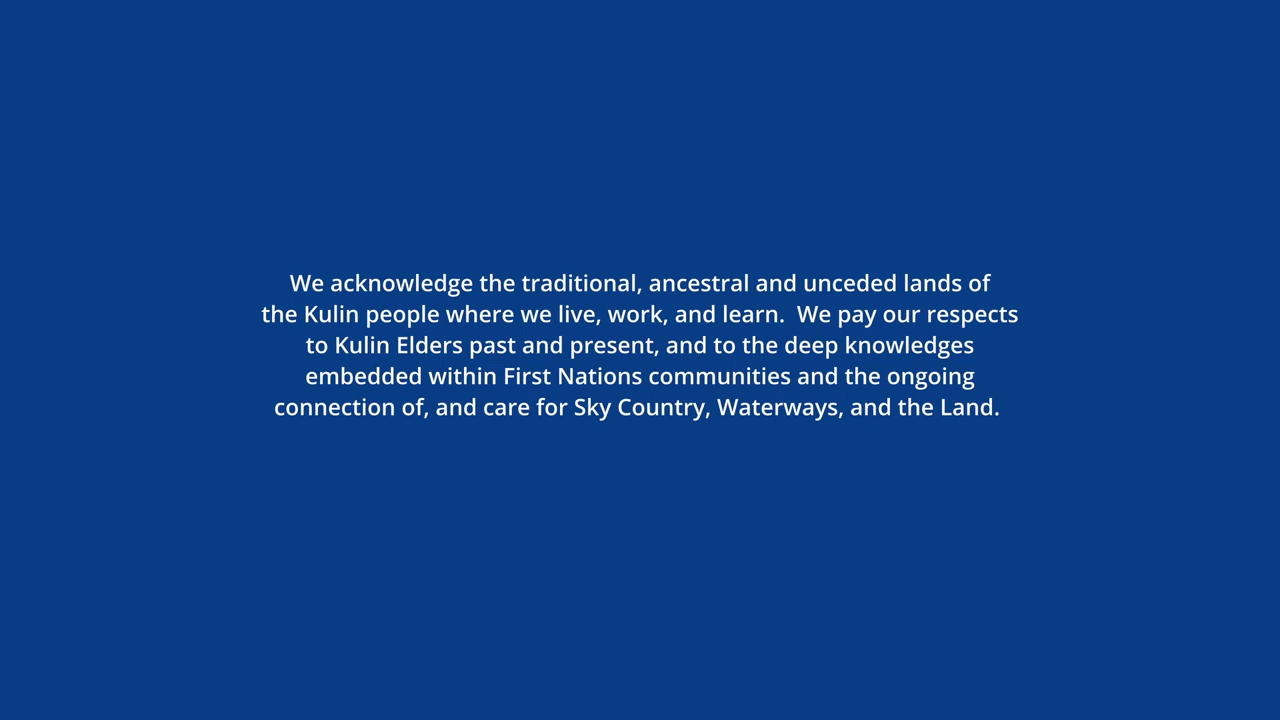 We acknowledge the traditional, ancestral and unceded lands of
the Kulin people where we live, work, and learn.  We pay our respects
to Kulin Elders past and present, and to the deep knowledges
embedded within First Nations communities and the ongoing
connection of, and care for Sky Country, Waterways, and the Land.